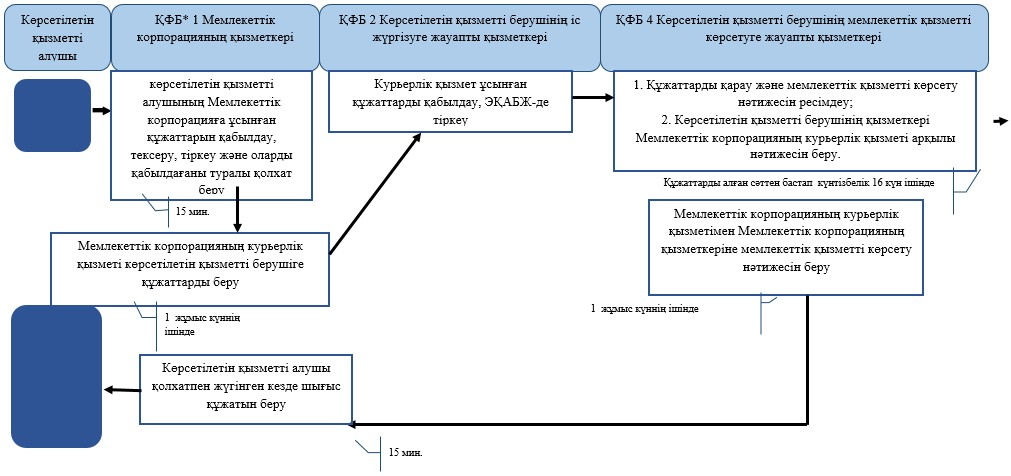 Көрсетілетін
қызметті
алушы
ҚФБ* 1 Мемлекеттік
корпорацияның қызметкері
ҚФБ 2 Көрсетілетін қызметті берушінің іс
жүргізуге жауапты қызметкері
ҚФБ 4 Көрсетілетін қызметті берушінің мемлекеттік қызметті
көрсетуге жауапты қызметкері
көрсетілетін қызметті
алушының Мемлекеттік
корпорацияға ұсынған
құжаттарын қабылдау,
тексеру, тіркеу және оларды
қабылдағаны туралы қолхат
беру
15 мин.
Курьерлік қызмет ұсынған
құжаттарды қабылдау, ЭҚАБЖ-де
тіркеу
1. Құжаттарды қарау және мемлекеттік қызметті көрсету
нәтижесін ресімдеу;
2. Көрсетілетін қызметті берушінің қызметкері
Мемлекеттік корпорацияның курьерлік қызметі арқылы
нәтижесін беру.
Құжаттарды алған сәттен бастап күнтізбелік 16 күн ішінде
Мемлекеттік корпорацияның курьерлік
қызметі көрсетілетін қызметті берушіге
құжаттарды беру
1 жұмыс күннің
ішінде
Мемлекеттік корпорацияның курьерлік
қызметімен Мемлекеттік корпорацияның
қызметкеріне мемлекеттік қызметті көрсету
нәтижесін беру
1 жұмыс күннің ішінде
Көрсетілетін қызметті алушы
қолхатпен жүгінген кезде шығыс
құжатын беру
15 мин.